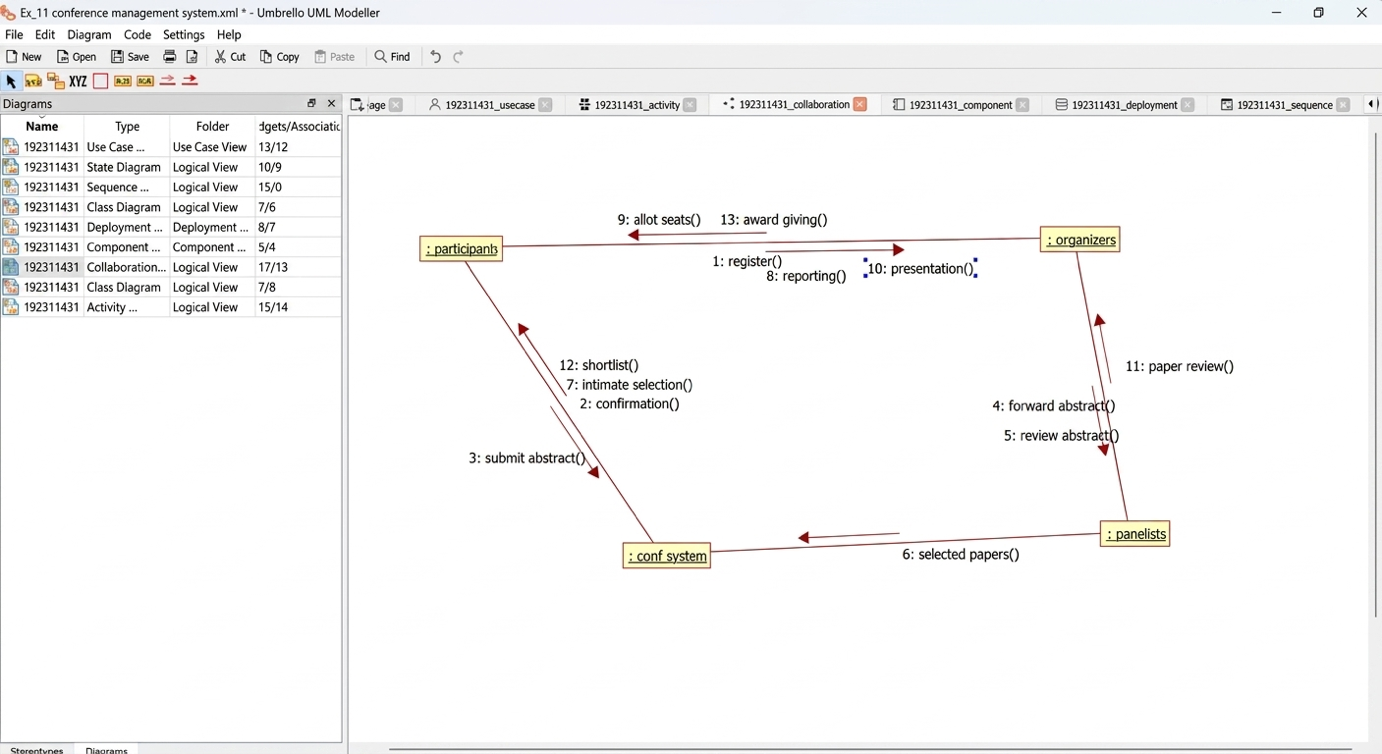 Ex_11 conference management system.xml * - Umbrello UML Modeller
File Edit Diagram Code Settings Help
New Open Save Cut Copy Paste Find
XYZ
Diagrams
age 192311431_usecase 192311431_activity 192311431_collaboration 192311431_component 192311431_deployment 192311431_sequence
Name Type Folder dgets/Associatic
192311431 Use Case ... Use Case View 13/12
192311431 State Diagram Logical View 10/9
192311431 Sequence ... Logical View 15/0
192311431 Class Diagram Logical View 7/6
192311431 Deployment ... Deployment ... 8/7
192311431 Component ... Component ... 5/4
192311431 Collaboration... Logical View 17/13
192311431 Class Diagram Logical View 7/8
192311431 Activity ... Logical View 15/14
9: allot seats() 13: award giving()
: participants : organizers
1: register()
8: reporting() 10: presentation()
12: shortlist()
7: intimate selection()
2: confirmation()
11: paper review()
4: forward abstract()
5: review abstract()
3: submit abstract()
: panelists
: conf system
6: selected papers()
Stereotypes Diagrams